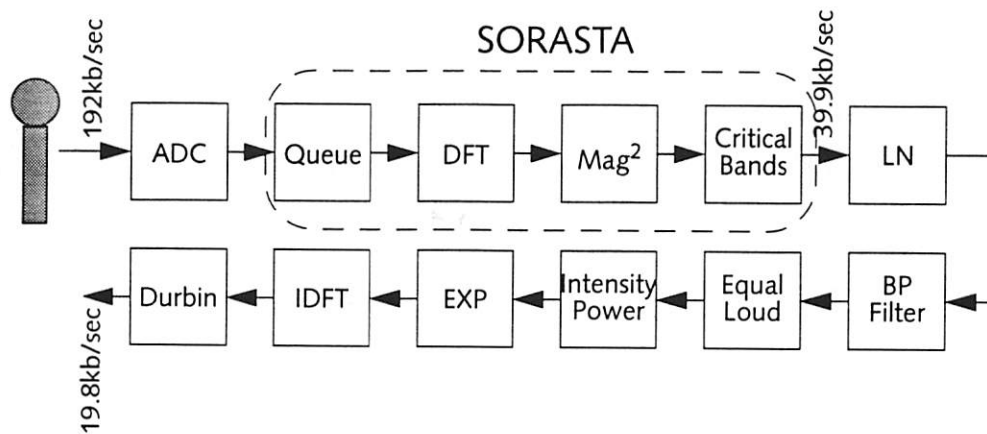 SORASTA
192kb/sec
39.9kb/sec
ADC
Queue
DFT
Mag²
Critical
Bands
LN
Durbin
IDFT
EXP
Intensity
Power
Equal
Loud
BP
Filter
19.8kb/sec